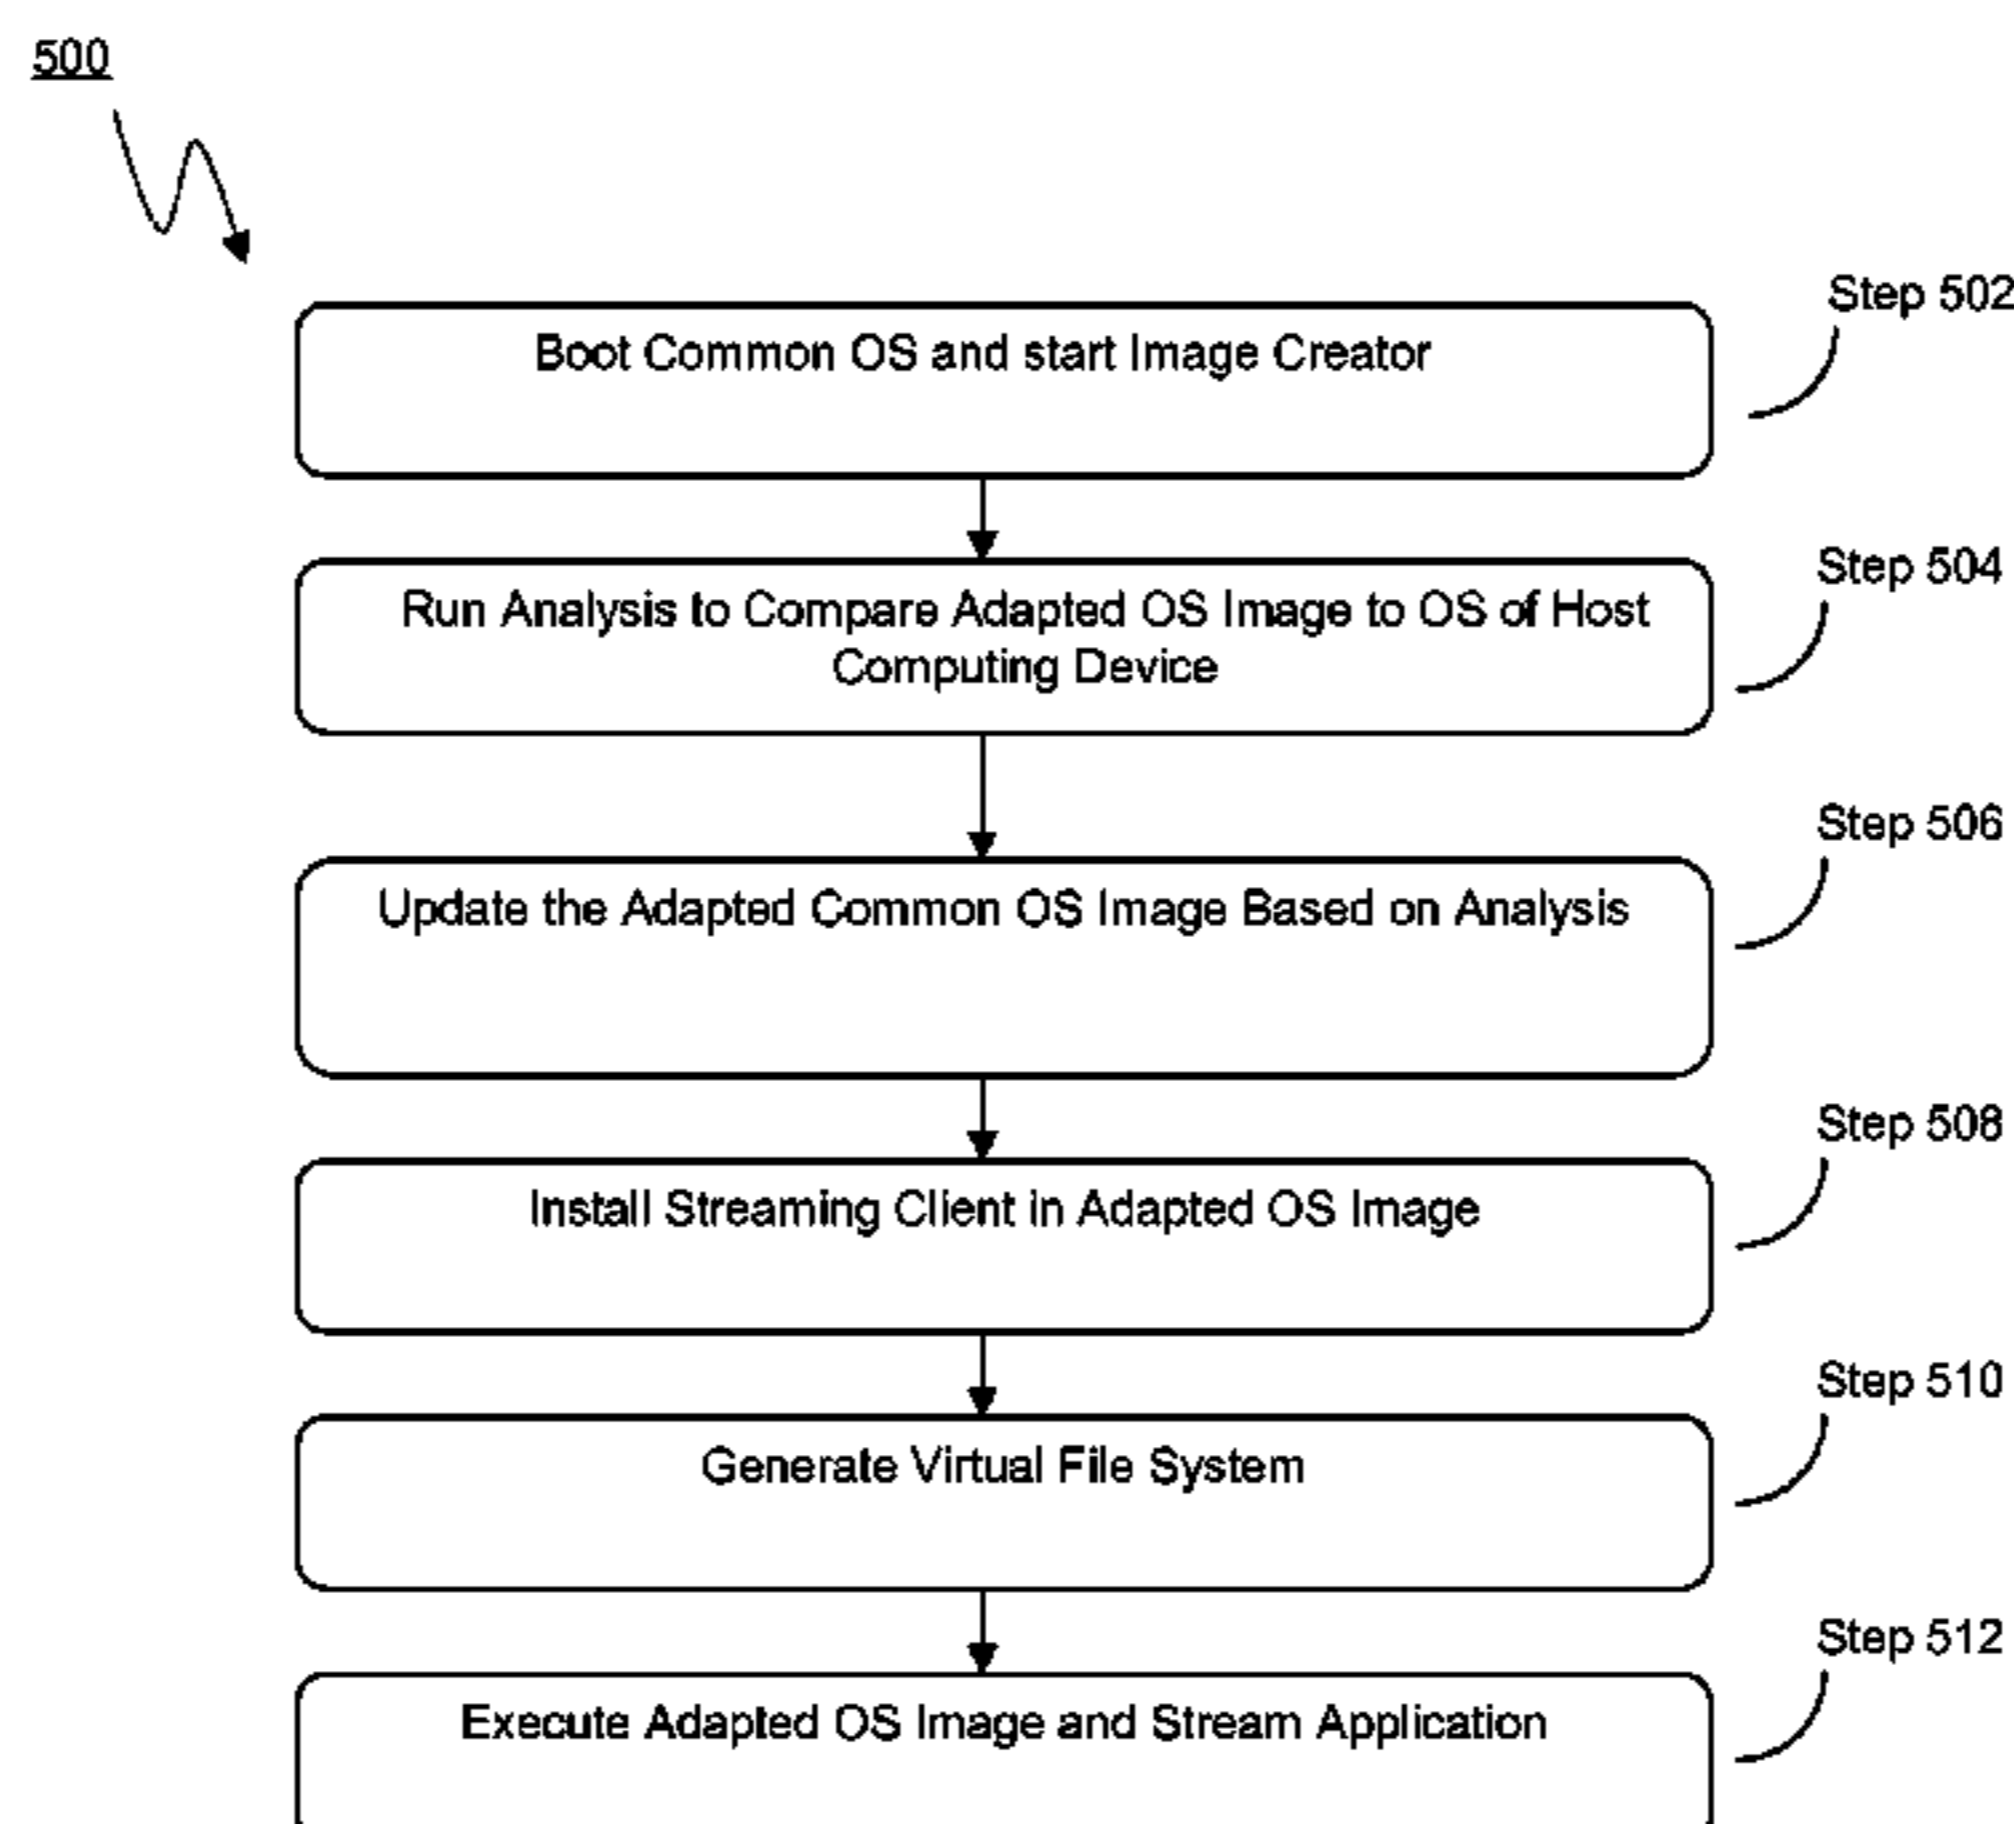 500
Step 502
Boot Common OS and start Image Creator
Step 504
Run Analysis to Compare Adapted OS Image to OS of Host
Computing Device
Step 506
Update the Adapted Common OS Image Based on Analysis
Step 508
Install Streaming Client in Adapted OS Image
Step 510
Generate Virtual File System
Step 512
Execute Adapted OS Image and Stream Application